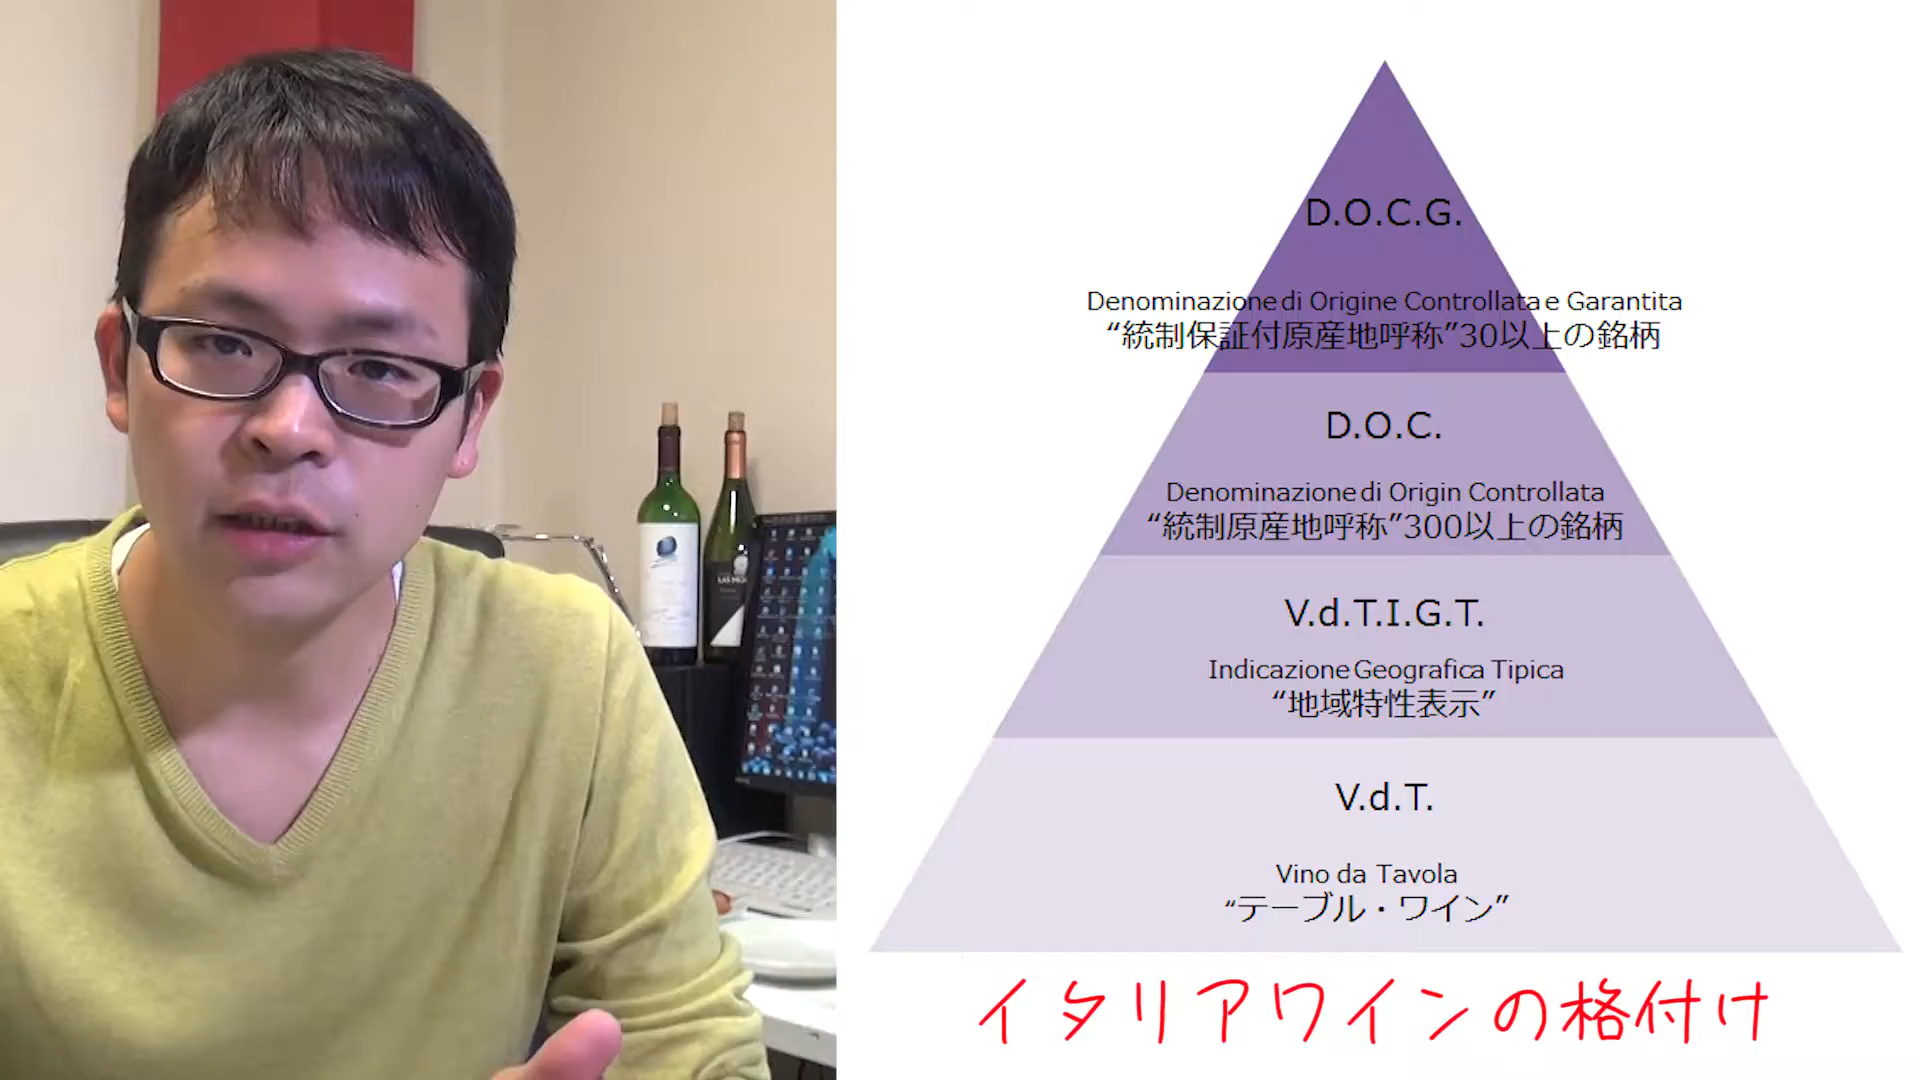 D.O.C.G.
Denominazione di Origine Controllata e Garantita
“統制保証付原産地呼称”30以上の銘柄
D.O.C.
Denominazione di Origin Controllata
“統制原産地呼称”300以上の銘柄
V.d.T.I.G.T.
Indicazione Geografica Tipica
“地域特性表示”
V.d.T.
Vino da Tavola
“テーブル・ワイン”
イタリアワインの格付け